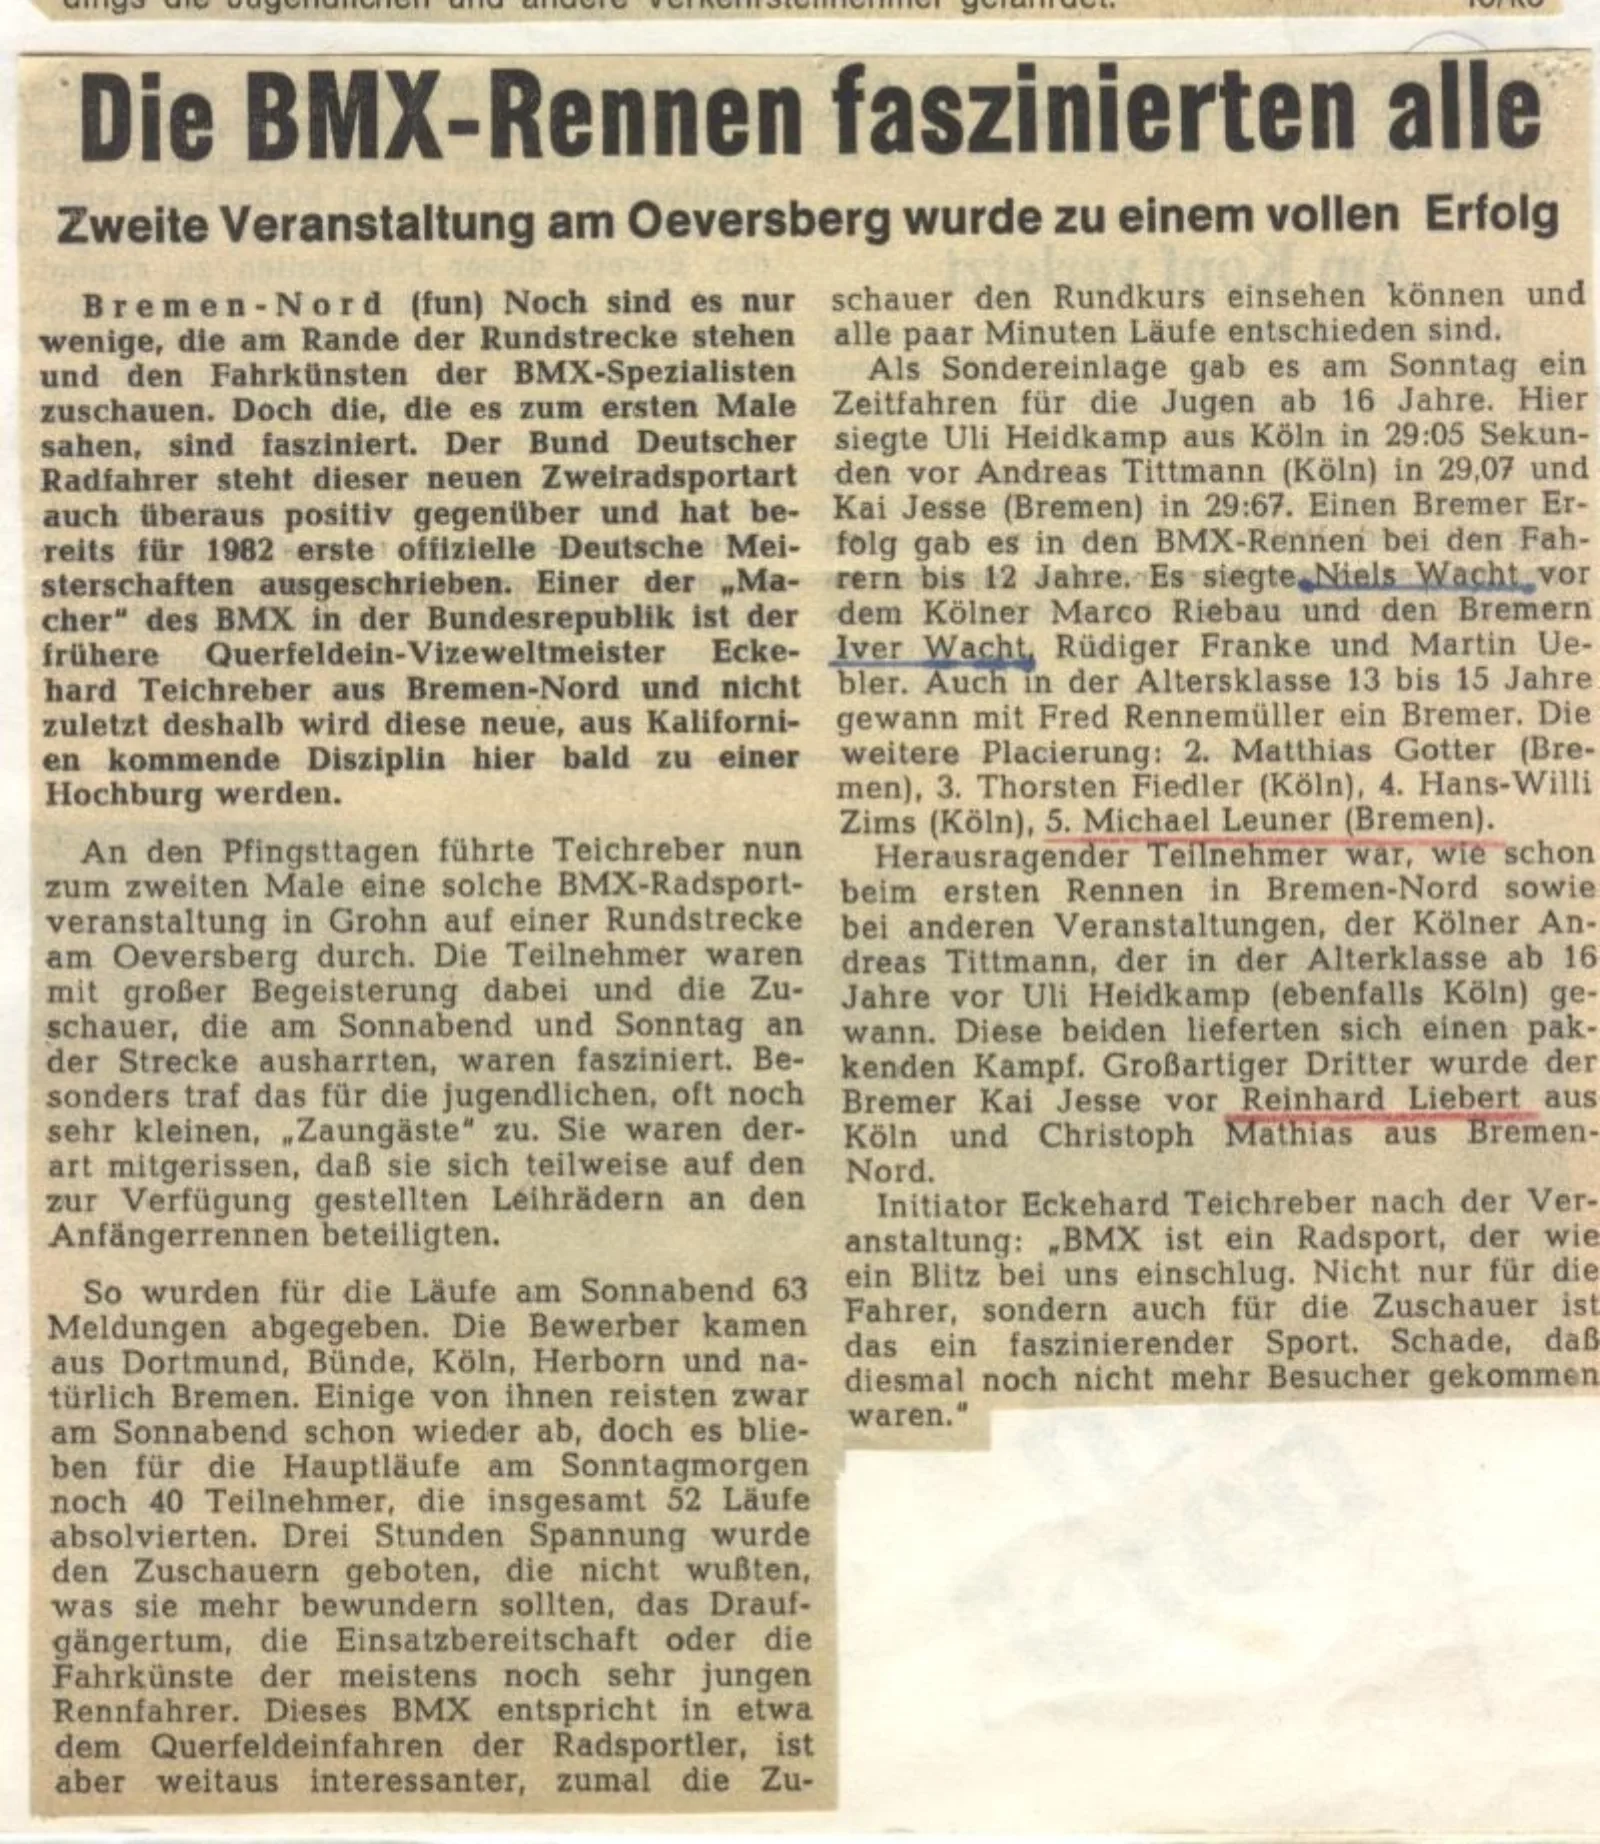 dings die Jugendlichen und andere Verkehrsteilnehmer gefährdet.
Die BMX-Rennen faszinierten alle
Zweite Veranstaltung am Oeversberg wurde zu einem vollen Erfolg
Bremen-Nord (fun) Noch sind es nur
wenige, die am Rande der Rundstrecke stehen
und den Fahrkünsten der BMX-Spezialisten
zuschauen. Doch die, die es zum ersten Male
sahen, sind fasziniert. Der Bund Deutscher
Radfahrer steht dieser neuen Zweiradsportart
auch überaus positiv gegenüber und hat be-
reits für 1982 erste offizielle Deutsche Mei-
sterschaften ausgeschrieben. Einer der „Ma-
cher" des BMX in der Bundesrepublik ist der
frühere Querfeldein-Vizeweltmeister Ecke-
hard Teichreber aus Bremen-Nord und nicht
zuletzt deshalb wird diese neue, aus Kaliforni-
en kommende Disziplin hier bald zu einer
Hochburg werden.
An den Pfingsttagen führte Teichreber nun
zum zweiten Male eine solche BMX-Radsport-
veranstaltung in Grohn auf einer Rundstrecke
am Oeversberg durch. Die Teilnehmer waren
mit großer Begeisterung dabei und die Zu-
schauer, die am Sonnabend und Sonntag an
der Strecke ausharrten, waren fasziniert. Be-
sonders traf das für die jugendlichen, oft noch
sehr kleinen, „Zaungäste" zu. Sie waren der-
art mitgerissen, daß sie sich teilweise auf den
zur Verfügung gestellten Leihrädern an den
Anfängerrennen beteiligten.
So wurden für die Läufe am Sonnabend 63
Meldungen abgegeben. Die Bewerber kamen
aus Dortmund, Bünde, Köln, Herborn und na-
türlich Bremen. Einige von ihnen reisten zwar
am Sonnabend schon wieder ab, doch es blie-
ben für die Hauptläufe am Sonntagmorgen
noch 40 Teilnehmer, die insgesamt 52 Läufe
absolvierten. Drei Stunden Spannung wurde
den Zuschauern geboten, die nicht wußten,
was sie mehr bewundern sollten, das Drauf-
gängertum, die Einsatzbereitschaft oder die
Fahrkünste der meistens noch sehr jungen
Rennfahrer. Dieses BMX entspricht in etwa
dem Querfeldeinfahren der Radsportler, ist
aber weitaus interessanter, zumal die Zu-
schauer den Rundkurs einsehen können und
alle paar Minuten Läufe entschieden sind.
Als Sondereinlage gab es am Sonntag ein
Zeitfahren für die Jugen ab 16 Jahre. Hier
siegte Uli Heidkamp aus Köln in 29:05 Sekun-
den vor Andreas Tittmann (Köln) in 29,07 und
Kai Jesse (Bremen) in 29:67. Einen Bremer Er-
folg gab es in den BMX-Rennen bei den Fah-
rern bis 12 Jahre. Es siegte Niels Wacht vor
dem Kölner Marco Riebau und den Bremern
Iver Wacht, Rüdiger Franke und Martin Ue-
bler. Auch in der Altersklasse 13 bis 15 Jahre
gewann mit Fred Rennemüller ein Bremer. Die
weitere Placierung: 2. Matthias Gotter (Bre-
men), 3. Thorsten Fiedler (Köln), 4. Hans-Willi
Zims (Köln), 5. Michael Leuner (Bremen).
Herausragender Teilnehmer war, wie schon
beim ersten Rennen in Bremen-Nord sowie
bei anderen Veranstaltungen, der Kölner An-
dreas Tittmann, der in der Alterklasse ab 16
Jahre vor Uli Heidkamp (ebenfalls Köln) ge-
wann. Diese beiden lieferten sich einen pak-
kenden Kampf. Großartiger Dritter wurde der
Bremer Kai Jesse vor Reinhard Liebert aus
Köln und Christoph Mathias aus Bremen-
Nord.
Initiator Eckehard Teichreber nach der Ver-
anstaltung: „BMX ist ein Radsport, der wie
ein Blitz bei uns einschlug. Nicht nur für die
Fahrer, sondern auch für die Zuschauer ist
das ein faszinierender Sport. Schade, daß
diesmal noch nicht mehr Besucher gekommen
waren."